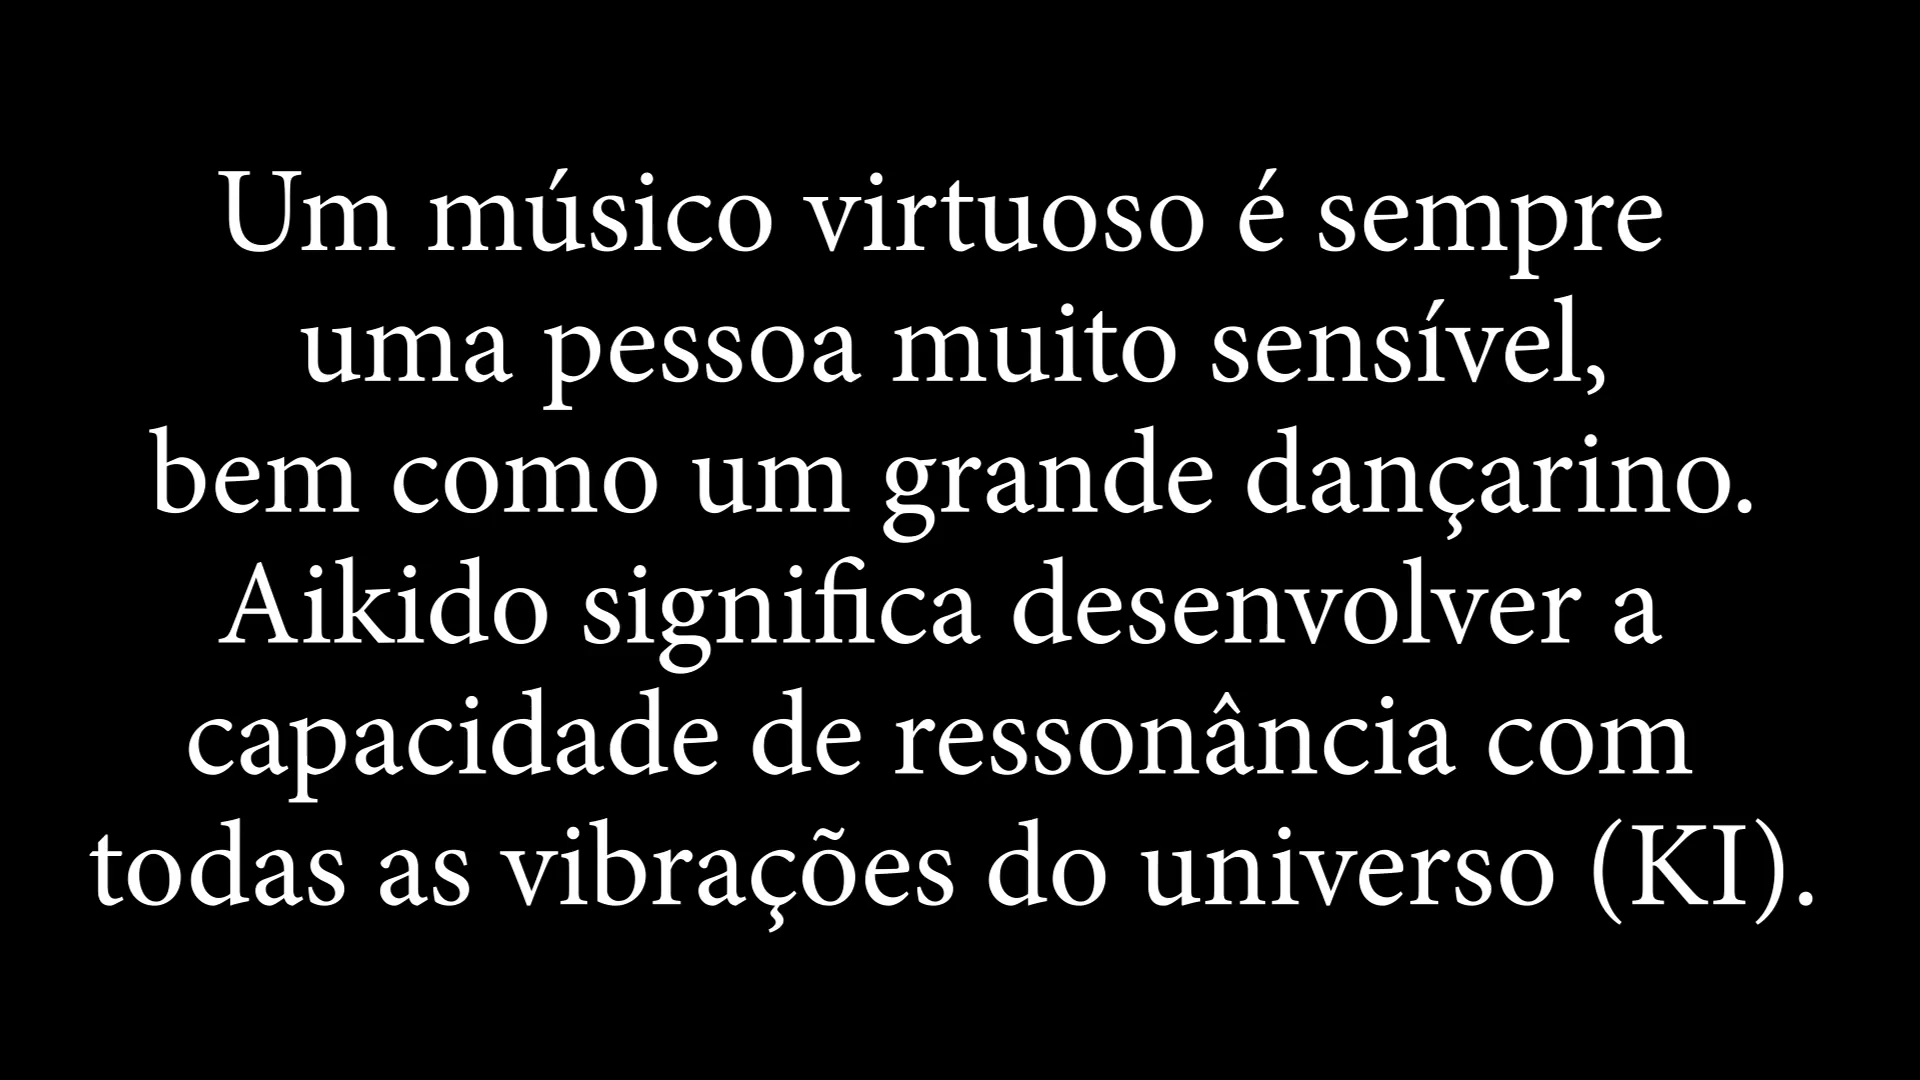 Um músico virtuoso é sempre
uma pessoa muito sensível,
bem como um grande dançarino.
Aikido significa desenvolver a
capacidade de ressonância com
todas as vibrações do universo (KI).